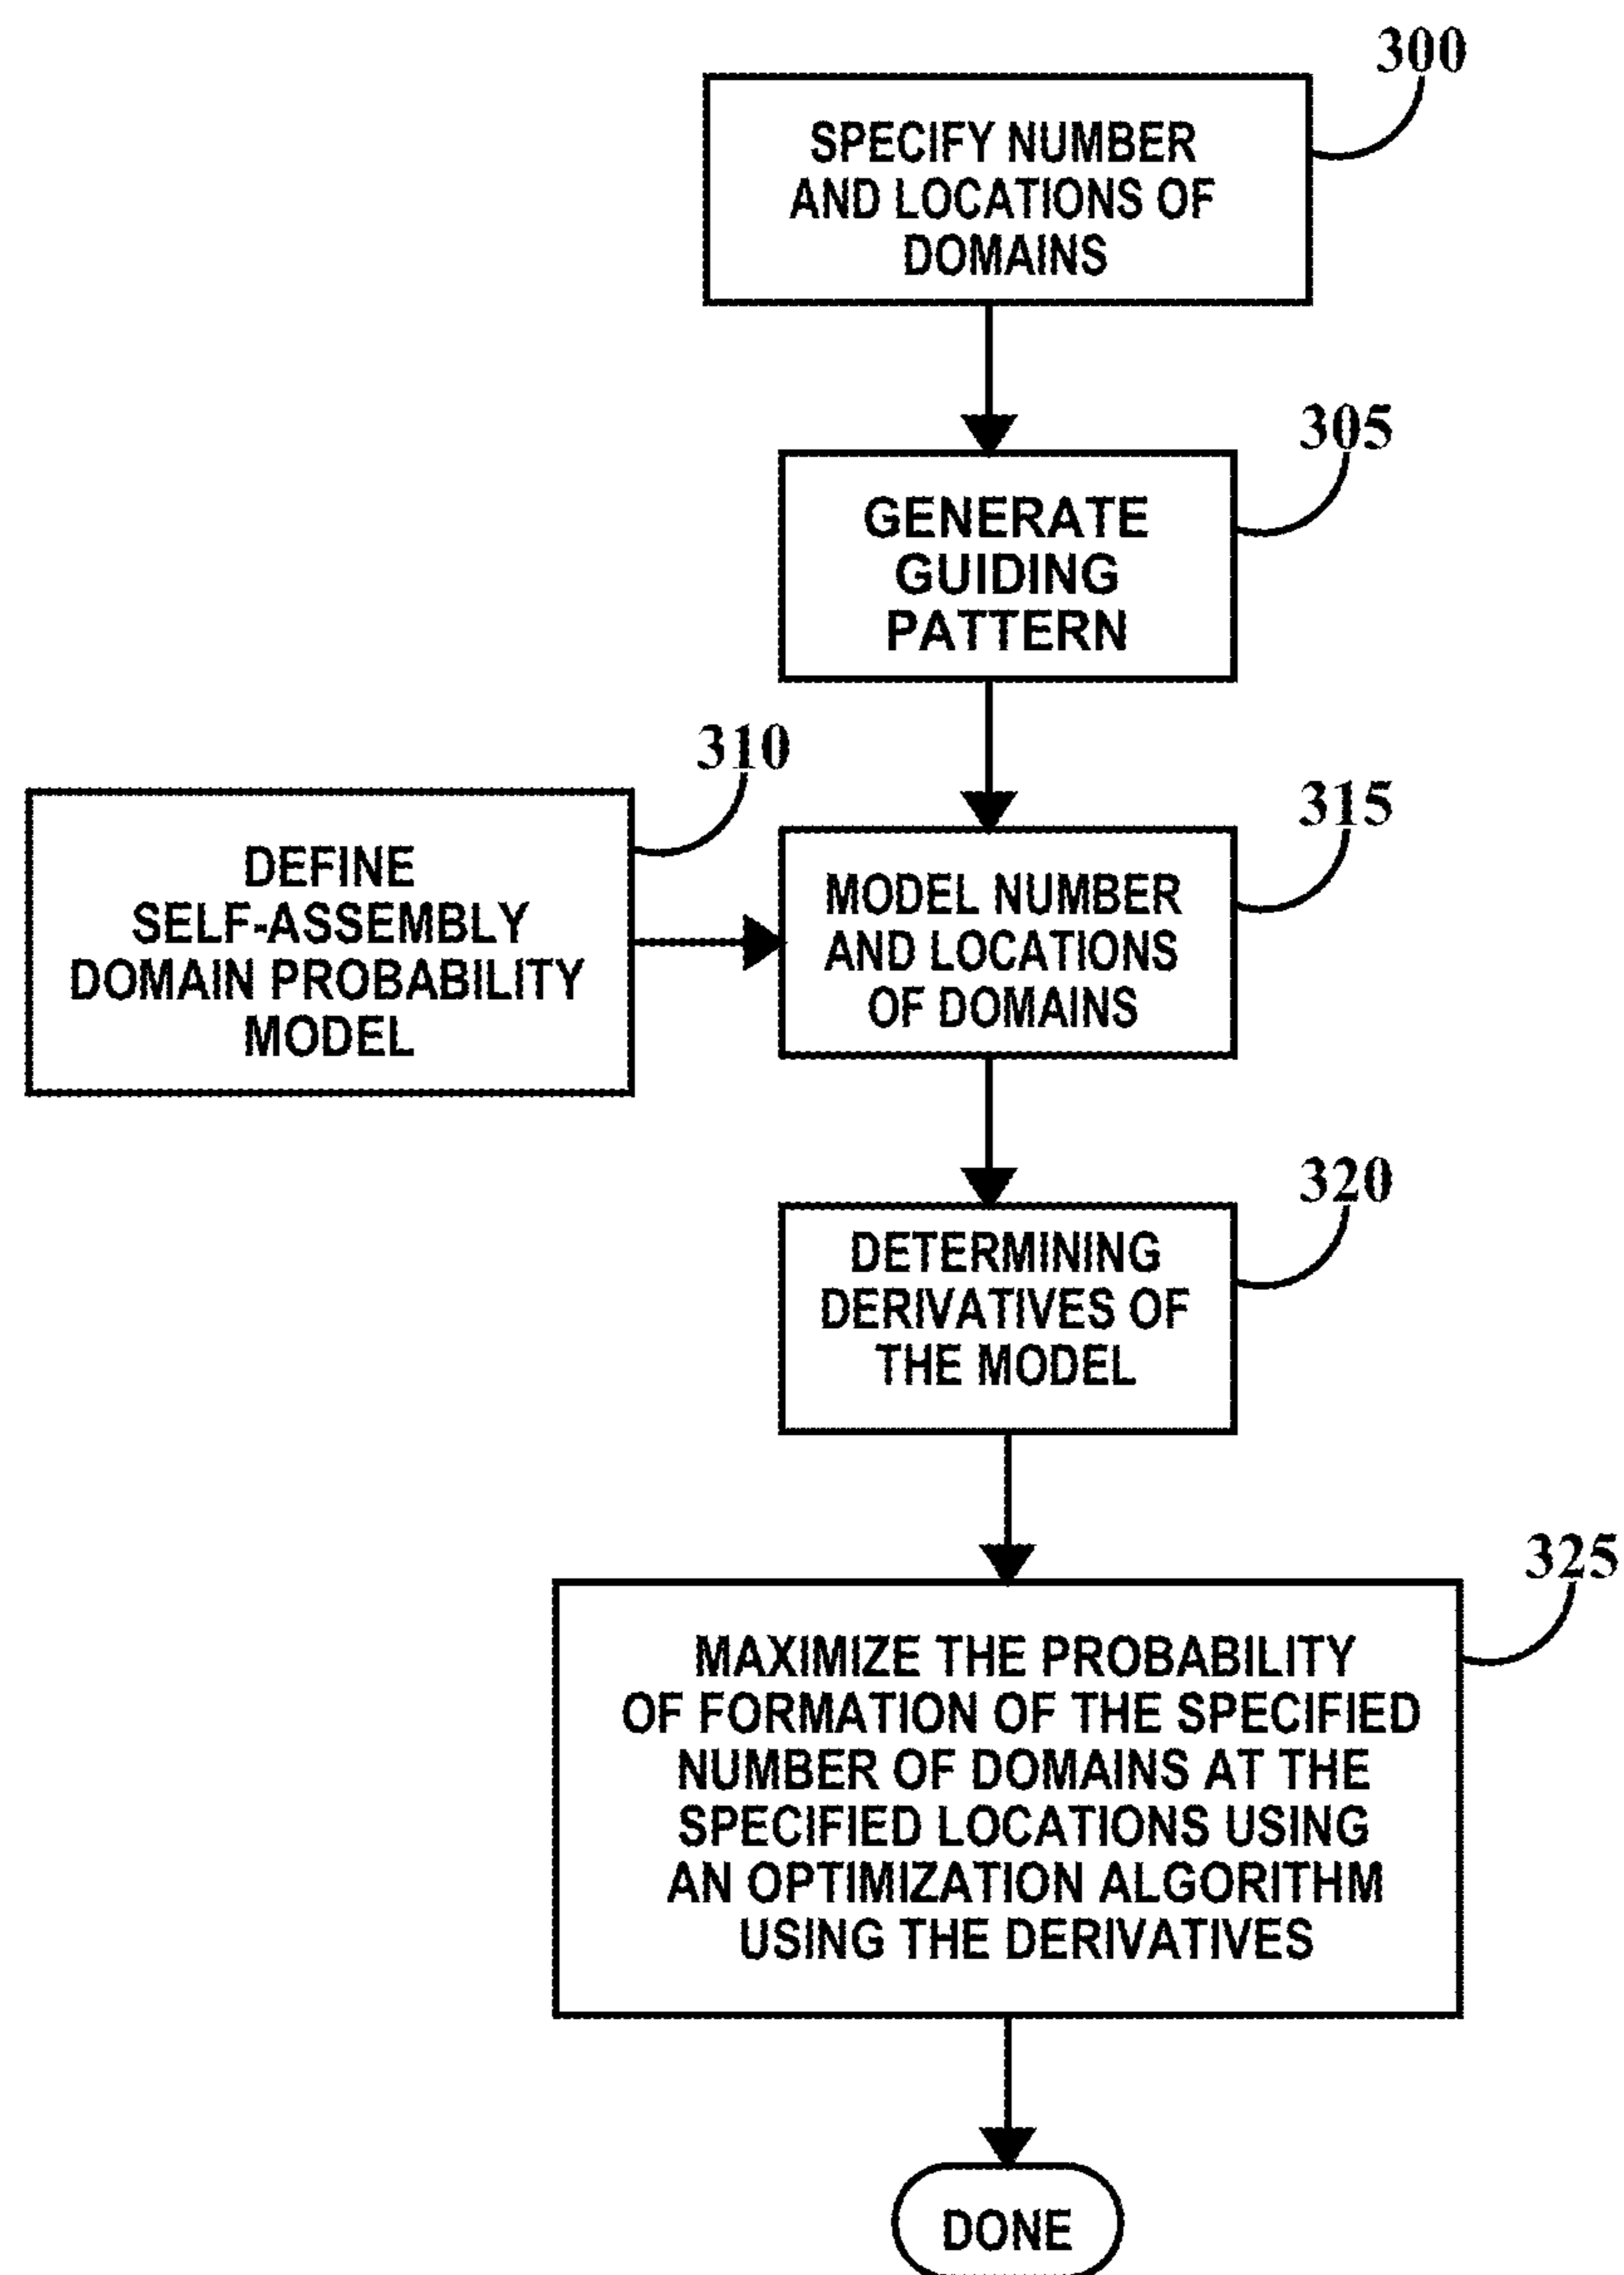 300
SPECIFY NUMBER
AND LOCATIONS OF
DOMAINS
305
GENERATE
GUIDING
PATTERN
310
DEFINE
SELF-ASSEMBLY
DOMAIN PROBABILITY
MODEL
315
MODEL NUMBER
AND LOCATIONS
OF DOMAINS
320
DETERMINING
DERIVATIVES OF
THE MODEL
325
MAXIMIZE THE PROBABILITY
OF FORMATION OF THE SPECIFIED
NUMBER OF DOMAINS AT THE
SPECIFIED LOCATIONS USING
AN OPTIMIZATION ALGORITHM
USING THE DERIVATIVES
DONE